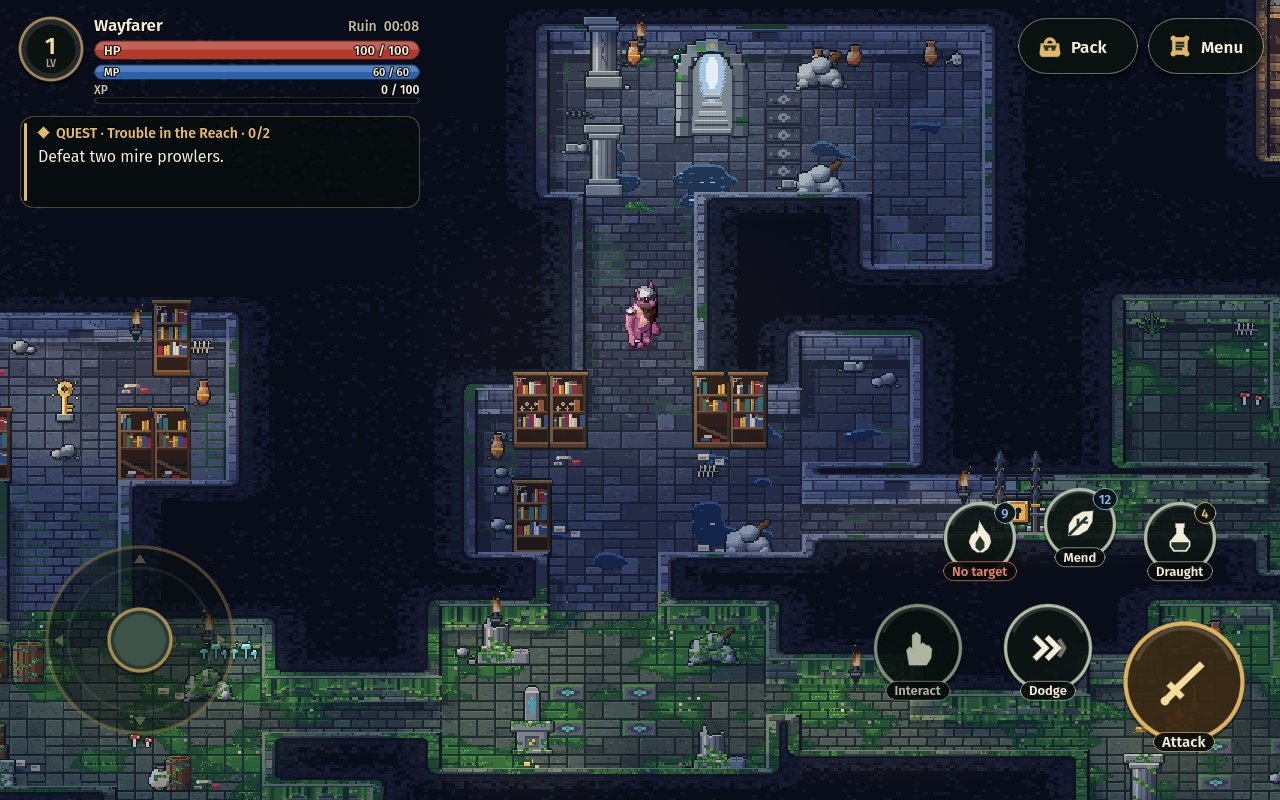 1
LV
Wayfarer
Ruin 00:08
HP 100 / 100
MP 60 / 60
XP 0 / 100
QUEST · Trouble in the Reach · 0/2
Defeat two mire prowlers.
Pack
Menu
9
No target
12
Mend
4
Draught
Interact
Dodge
Attack